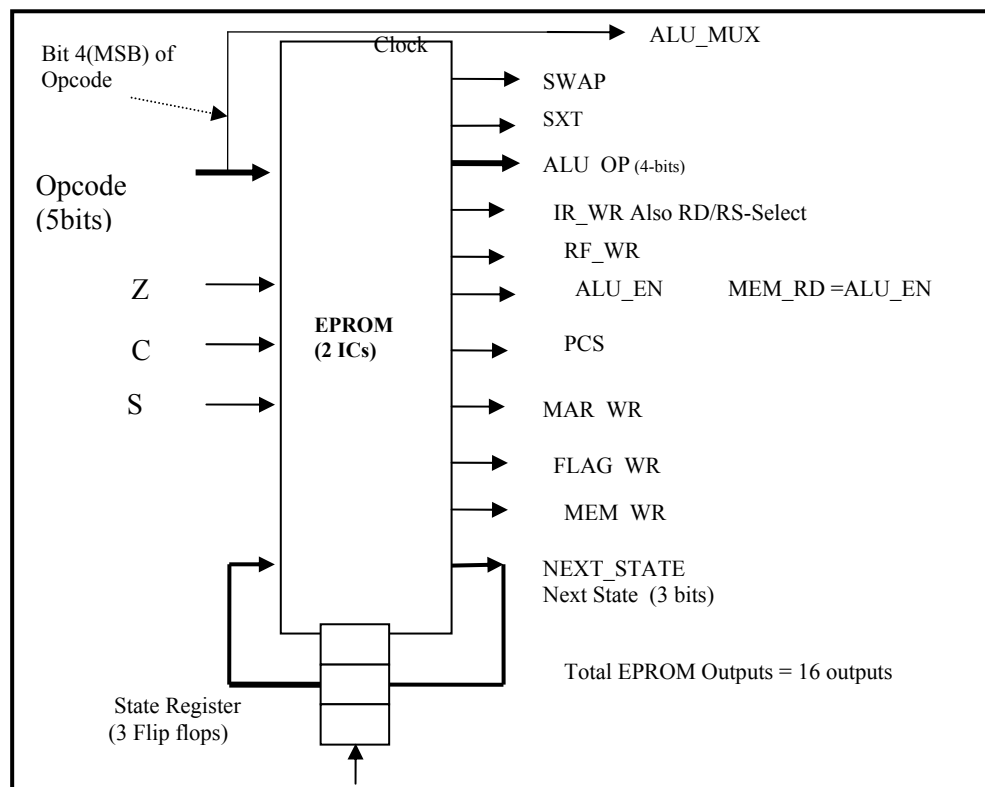 Clock
ALU_MUX
Bit 4(MSB) of
Opcode
SWAP
SXT
ALU OP (4-bits)
Opcode
(5bits)
IR_WR Also RD/RS-Select
RF_WR
Z
ALU_EN MEM_RD =ALU_EN
EPROM
(2 ICs)
C
PCS
S
MAR WR
FLAG WR
MEM WR
NEXT_STATE
Next State (3 bits)
Total EPROM Outputs = 16 outputs
State Register
(3 Flip flops)